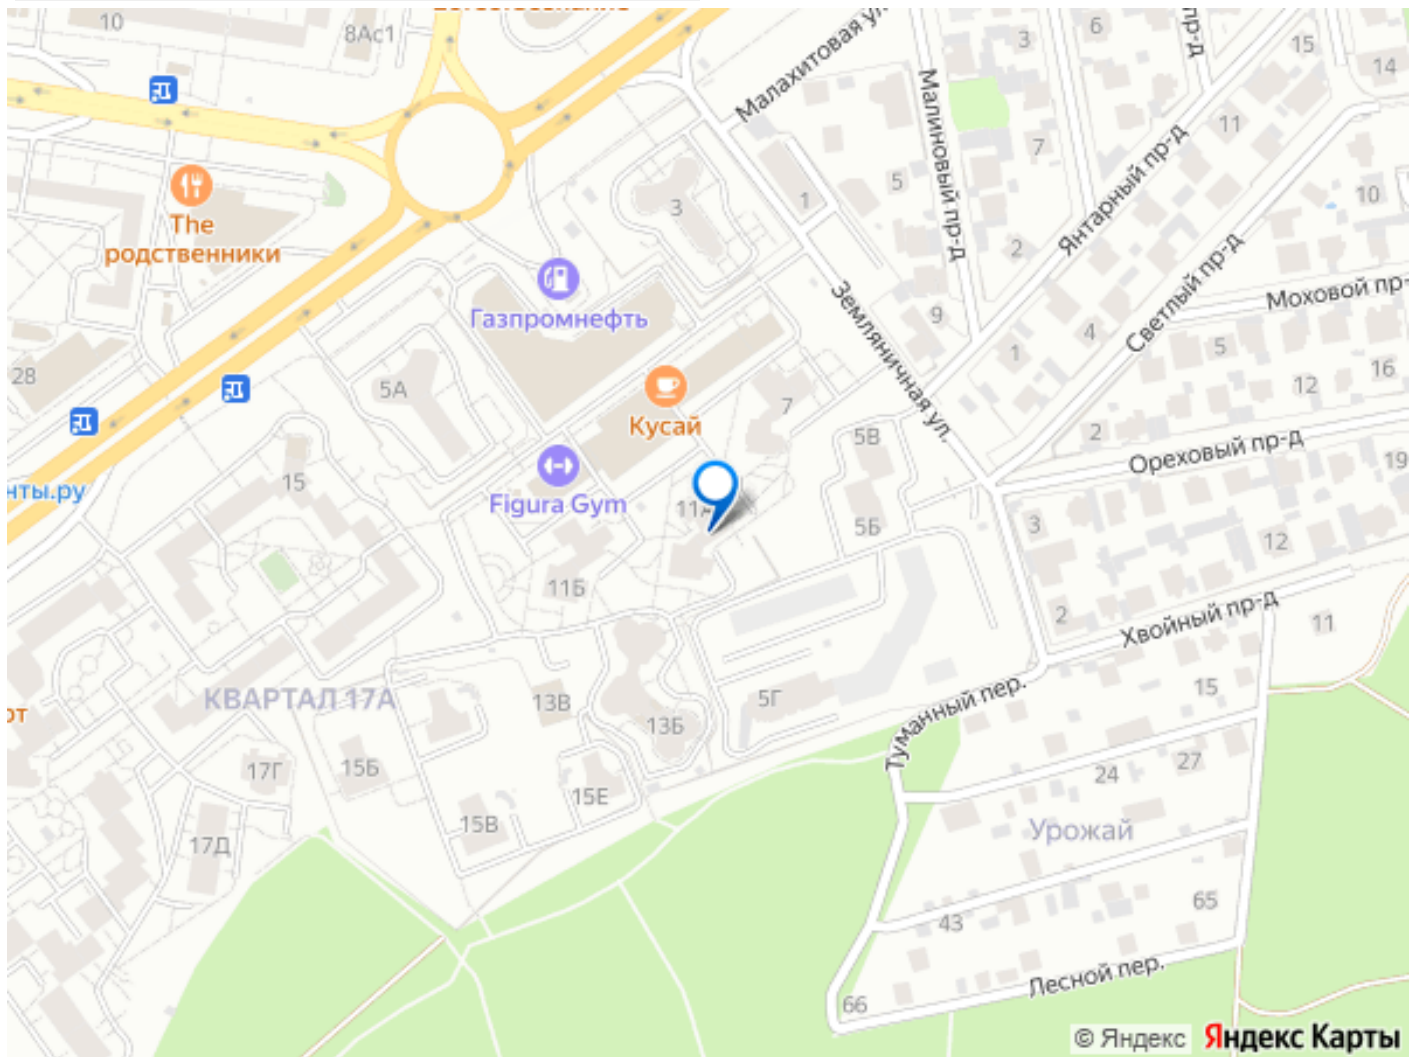 10
8Ас1
Малахитовая ул.
3
6
пр-д
15
14
Малиновый пр-д
11
7
Янтарный пр-д
The
родственники
3
1
5
10
2
Светлый пр-д
Газпромнефть
Земляничная ул.
9
Моховой пр-
4
28
5А
1
5
16
12
Кусай
7
5В
2
Ореховый пр-д
19
15
нты.ру
Figura Gym
11А
5Б
3
12
11Б
2
Хвойный пр-д
11
КВАРТАЛ 17А
13В
5Г
Туманный пер.
15
от
13Б
17Г
15Б
24
27
15Е
15В
Урожай
17Д
65
43
Лесной пер.
66
© Яндекс Яндекс Карты